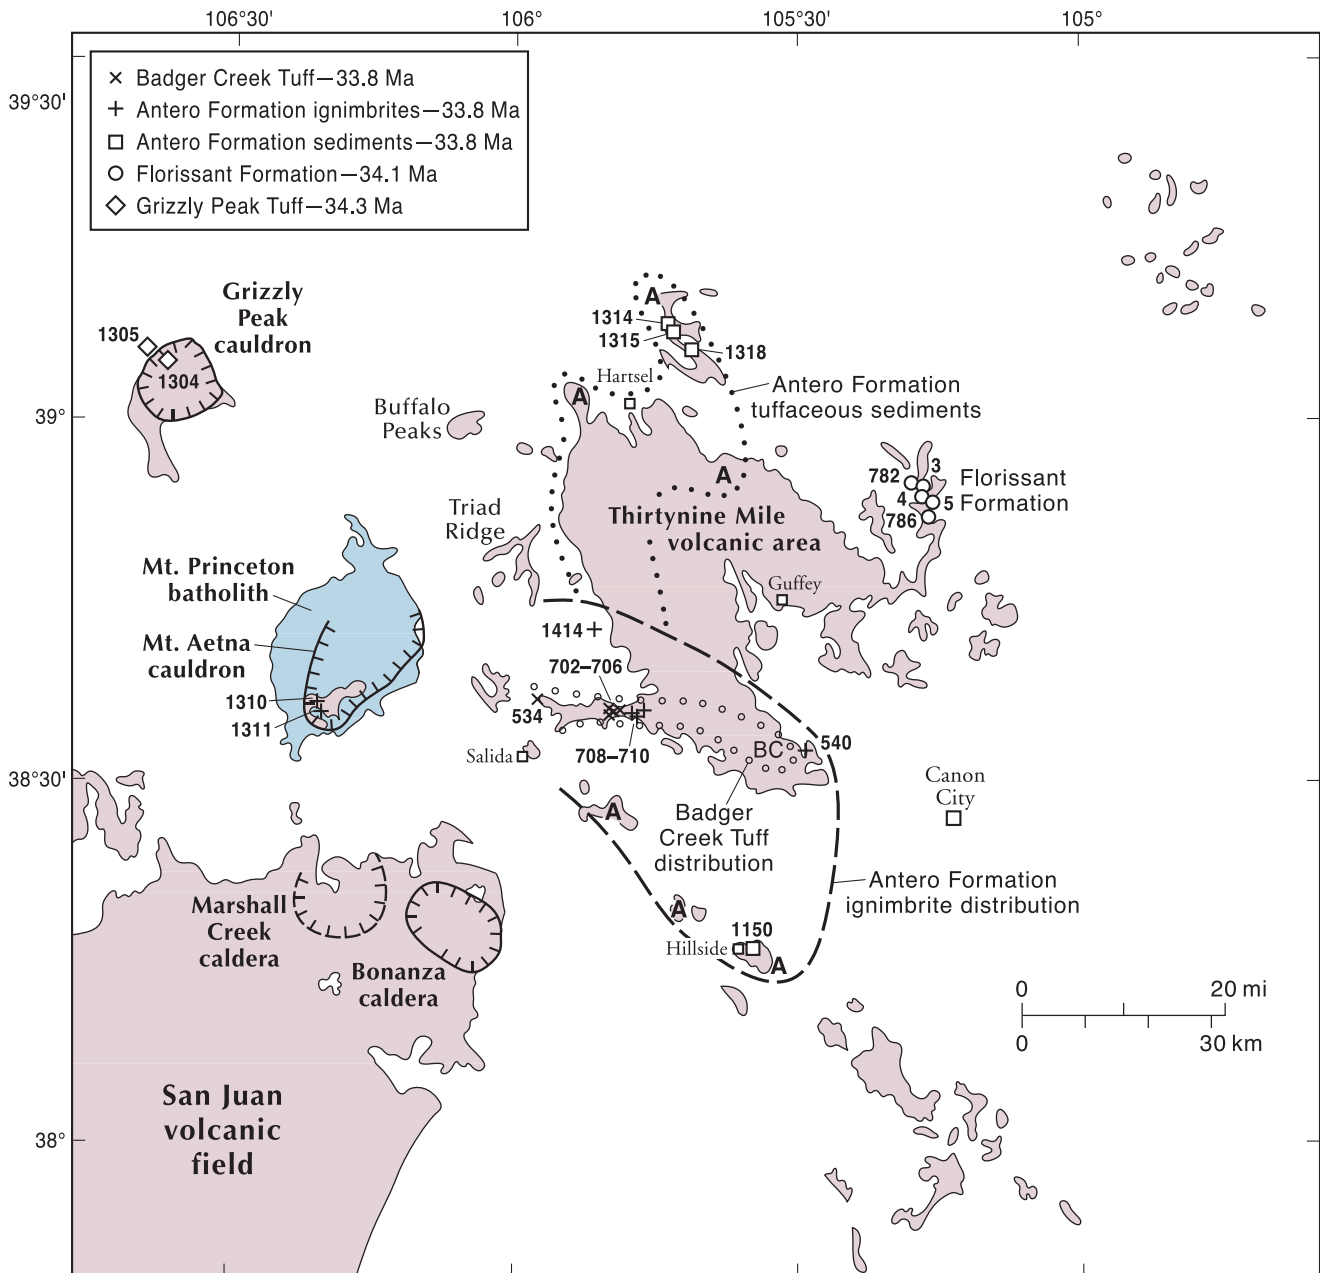 106°30'
106°
105°30'
105°
39°30'
Badger Creek Tuff—33.8 Ma
Antero Formation ignimbrites—33.8 Ma
Antero Formation sediments—33.8 Ma
Florissant Formation—34.1 Ma
Grizzly Peak Tuff—34.3 Ma
Grizzly
Peak
cauldron
1305
1304
A
1314
1315
1318
Hartsel
Antero Formation
tuffaceous sediments
39°
A
Buffalo
Peaks
A
782
3
4
5
786
Florissant
Formation
Triad
Ridge
Thirtynine Mile
volcanic area
Guffey
Mt. Princeton
batholith
Mt. Aetna
cauldron
1310
1311
1414
702–706
534
708–710
BC
540
Salida
38°30'
Canon
City
A
Badger
Creek Tuff
distribution
Antero Formation
ignimbrite distribution
Marshall
Creek
caldera
Bonanza
caldera
A
1150
Hillside
A
0
20 mi
0
30 km
San Juan
volcanic
field
38°